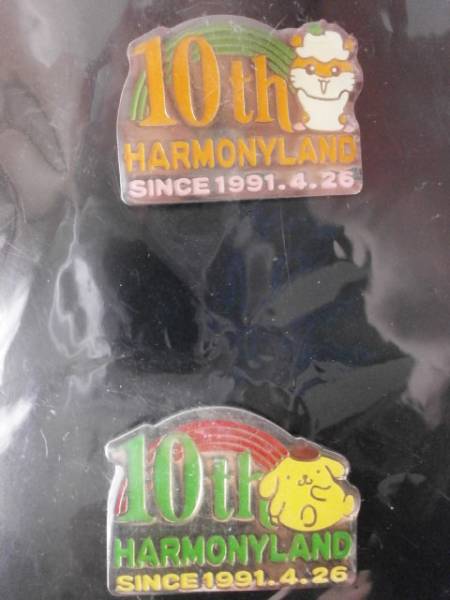 10th
HARMONYLAND
SINCE 1991.4.26
10th
HARMONYLAND
SINCE 1991.4.26